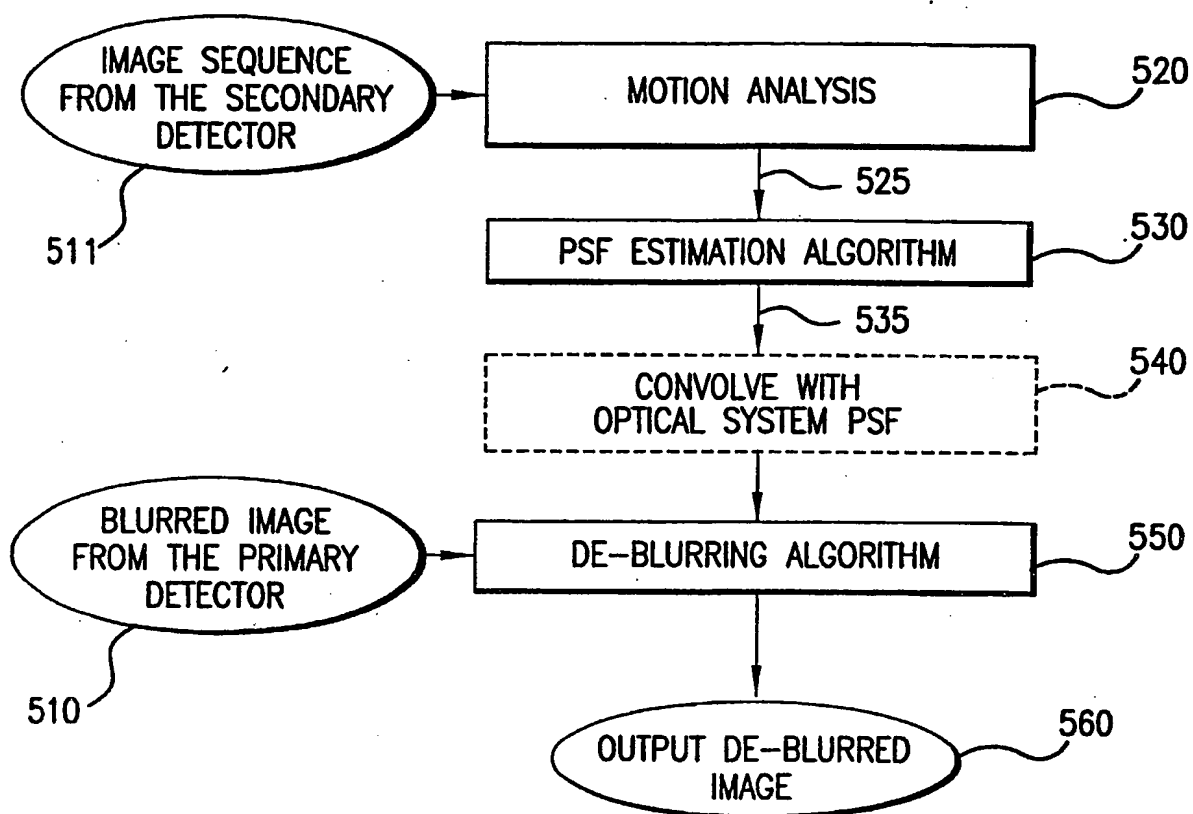 IMAGE SEQUENCE
FROM THE SECONDARY
DETECTOR
511
MOTION ANALYSIS
520
525
PSF ESTIMATION ALGORITHM
530
535
CONVOLVE WITH
OPTICAL SYSTEM PSF
540
BLURRED IMAGE
FROM THE PRIMARY
DETECTOR
510
DE-BLURRING ALGORITHM
550
OUTPUT DE-BLURRED
IMAGE
560